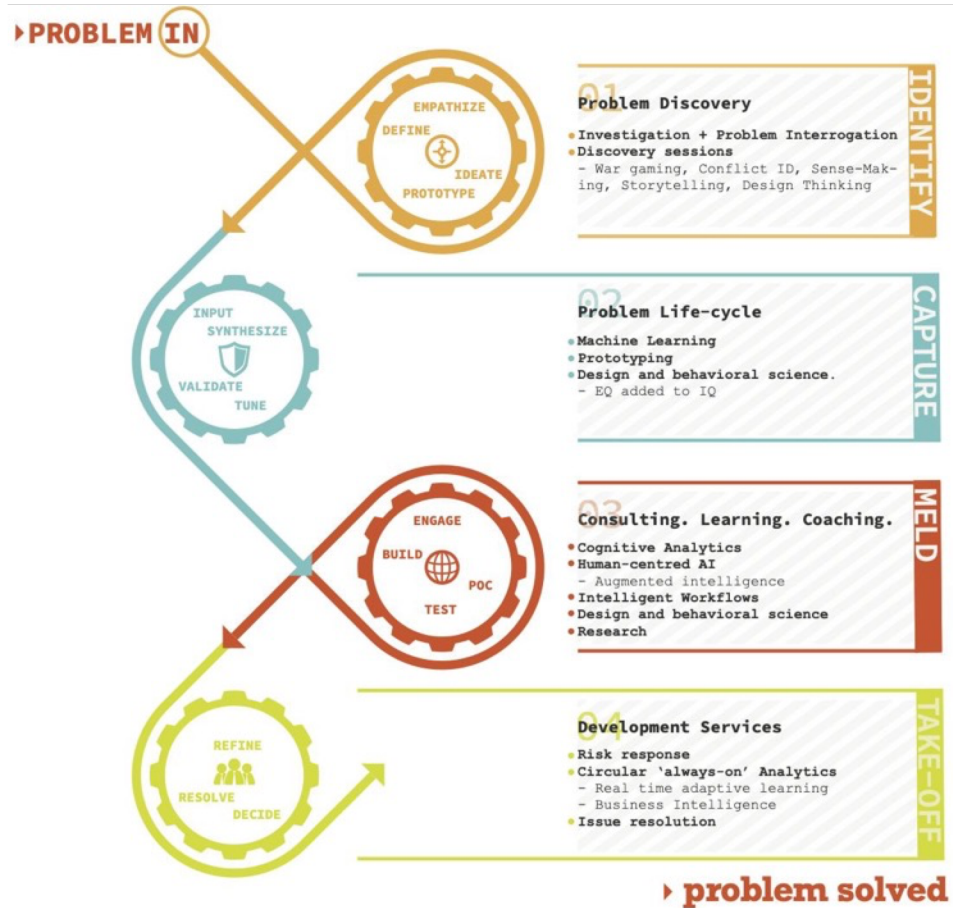 PROBLEM IN
EMPATHIZE
DEFINE
IDEATE
PROTOTYPE
01
Problem Discovery
Investigation + Problem Interrogation
Discovery sessions
- War gaming, Conflict ID, Sense-Mak-
ing, Storytelling, Design Thinking
IDENTIFY
INPUT
SYNTHESIZE
VALIDATE
TUNE
02
Problem Life-cycle
Machine Learning
Prototyping
Design and behavioral science.
- EQ added to IQ
CAPTURE
ENGAGE
BUILD
POC
TEST
03
Consulting. Learning. Coaching.
Cognitive Analytics
Human-centred AI
- Augmented intelligence
Intelligent Workflows
Design and behavioral science
Research
MELD
REFINE
RESOLVE
DECIDE
04
Development Services
Risk response
Circular ‘always-on’ Analytics
- Real time adaptive learning
- Business Intelligence
Issue resolution
TAKE-OFF
problem solved